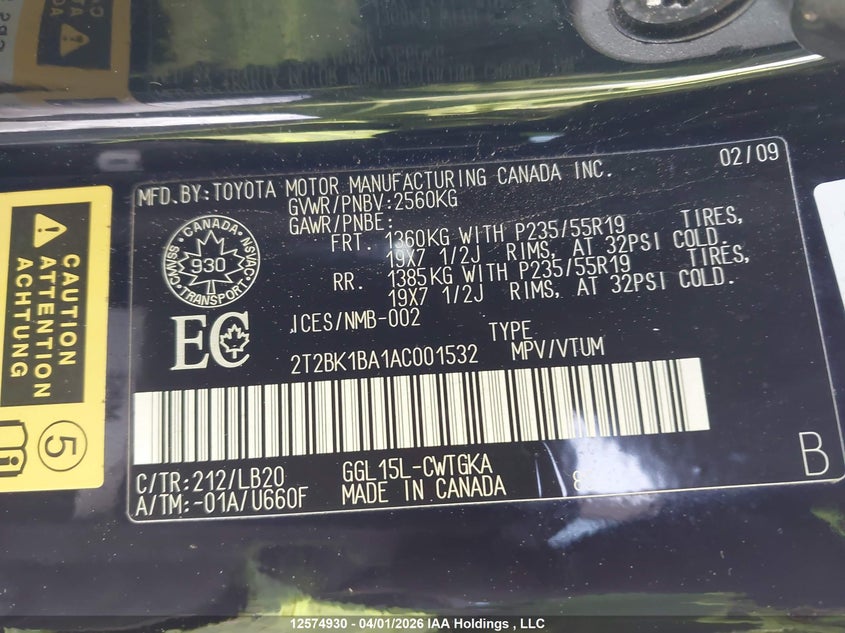 02/09
MFD.BY:TOYOTA MOTOR MANUFACTURING CANADA INC.
GVWR/PNBV:2560KG
GAWR/PNBE:
FRT. 1360KG WITH P235/55R19 TIRES,
19X7 1/2J RIMS, AT 32PSI COLD.
RR. 1385KG WITH P235/55R19 TIRES,
19X7 1/2J RIMS, AT 32PSI COLD.
CANADA
CMVSS
NSVAC
930
TRANSPORT
EC
ICES/NMB-002
TYPE
2T2BK1BA1AC001532 MPV/VTUM
C/TR:212/LB20 GGL15L-CWTGKA
A/TM:-01A/U660F MADE IN CANADA
B
CAUTION
ATTENTION
ACHTUNG
5
12574930 - 04/01/2026 IAA Holdings , LLC